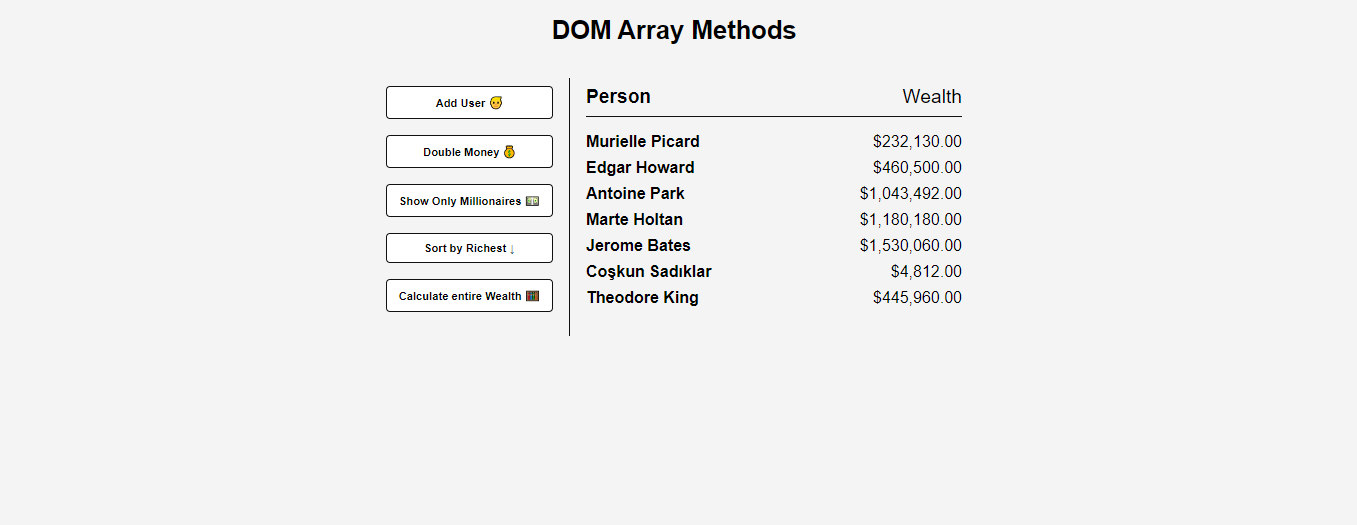 DOM Array Methods
Add User 👱
Double Money 💰
Show Only Millionaires 💵
Sort by Richest ↓
Calculate entire Wealth 🧮
Person Wealth
Murielle Picard $232,130.00
Edgar Howard $460,500.00
Antoine Park $1,043,492.00
Marte Holtan $1,180,180.00
Jerome Bates $1,530,060.00
Coşkun Sadıklar $4,812.00
Theodore King $445,960.00